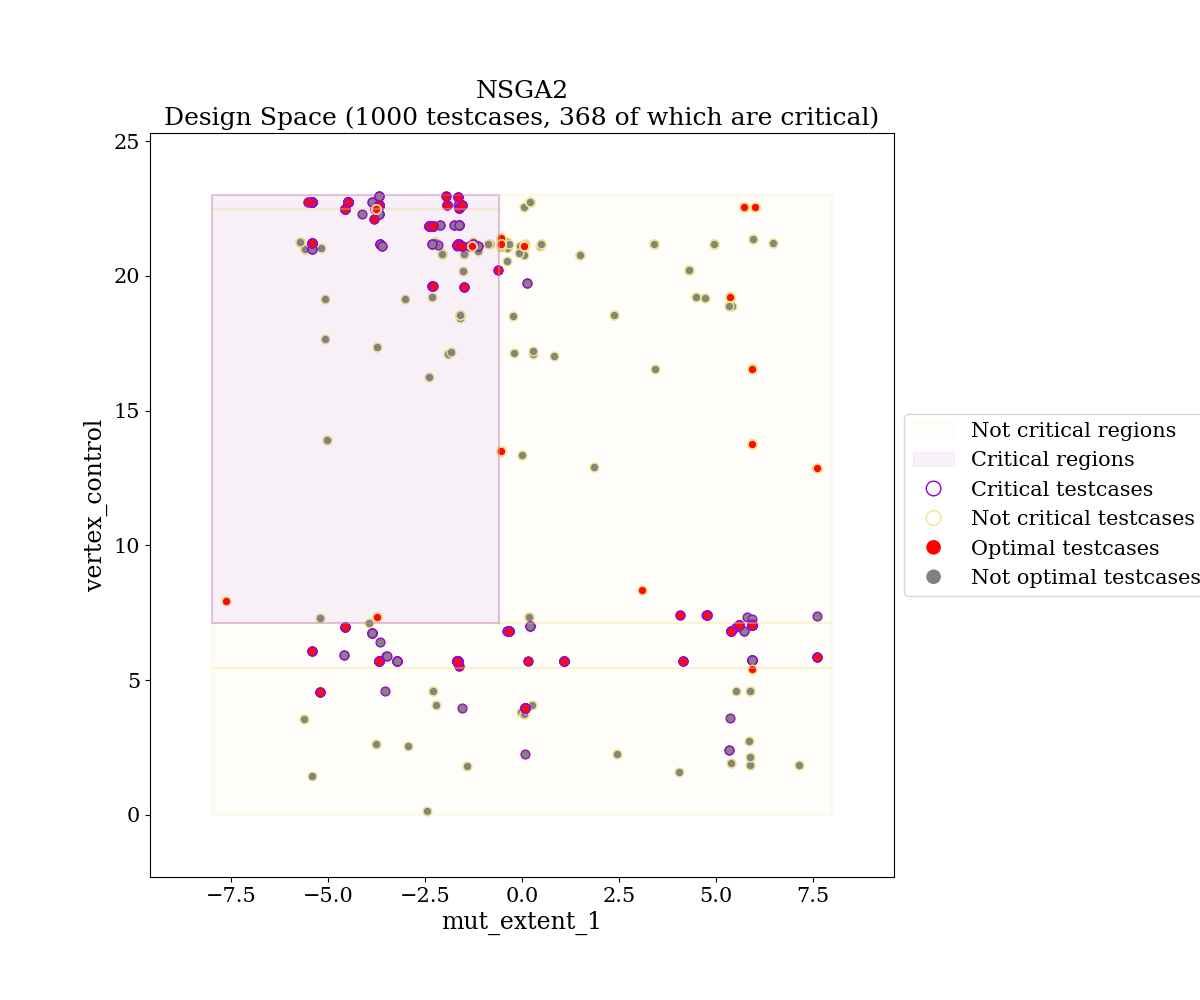 NSGA2
Design Space (1000 testcases, 368 of which are critical)
25
20
15
10
5
0
vertex_control
−7.5
−5.0
−2.5
0.0
2.5
5.0
7.5
mut_extent_1
Not critical regions
Critical regions
Critical testcases
Not critical testcases
Optimal testcases
Not optimal testcases